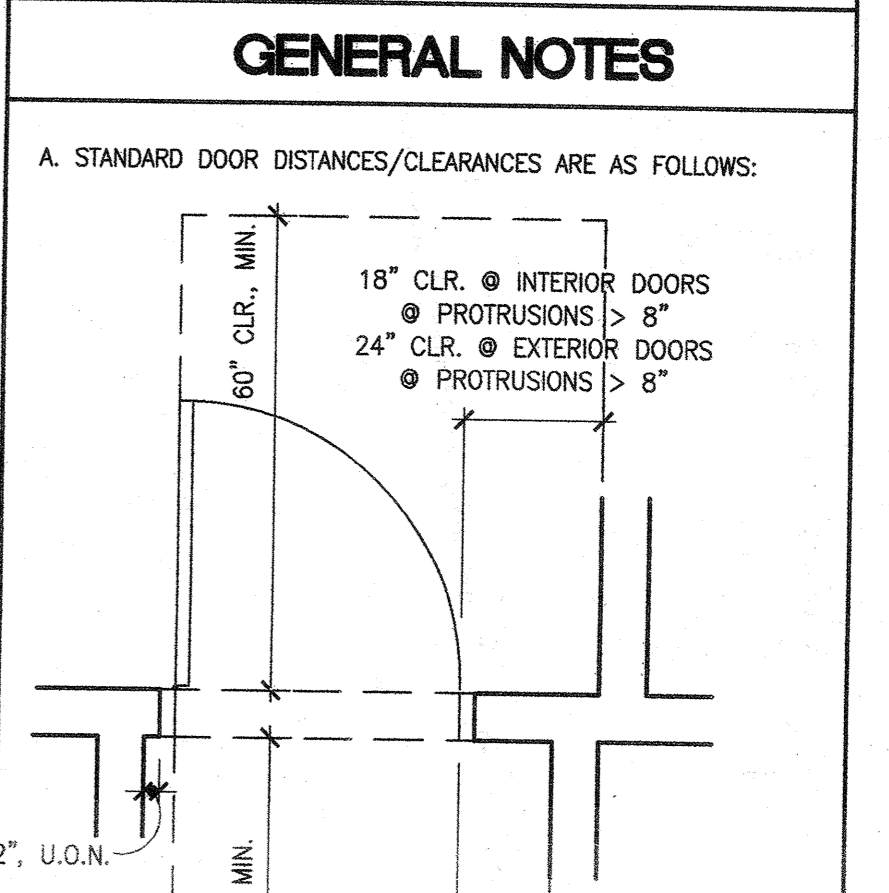 GENERAL NOTES
A. STANDARD DOOR DISTANCES/CLEARANCES ARE AS FOLLOWS:
60" CLR., MIN.
18" CLR. @ INTERIOR DOORS
@ PROTRUSIONS > 8"
24" CLR. @ EXTERIOR DOORS
@ PROTRUSIONS > 8"
2", U.O.N.
MIN.